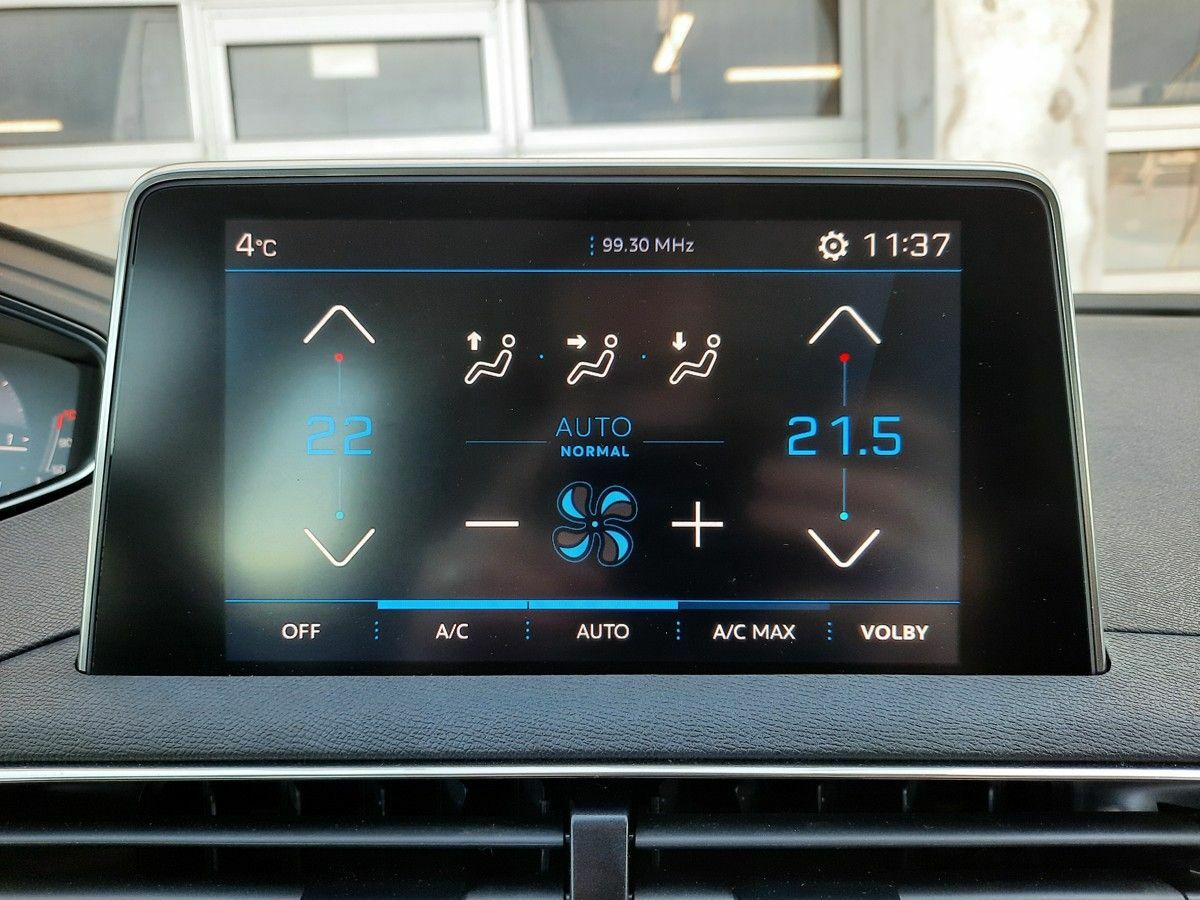 4°C
99.30 MHz
11:37
22
AUTO
NORMAL
21.5
OFF
A/C
AUTO
A/C MAX
VOLBY